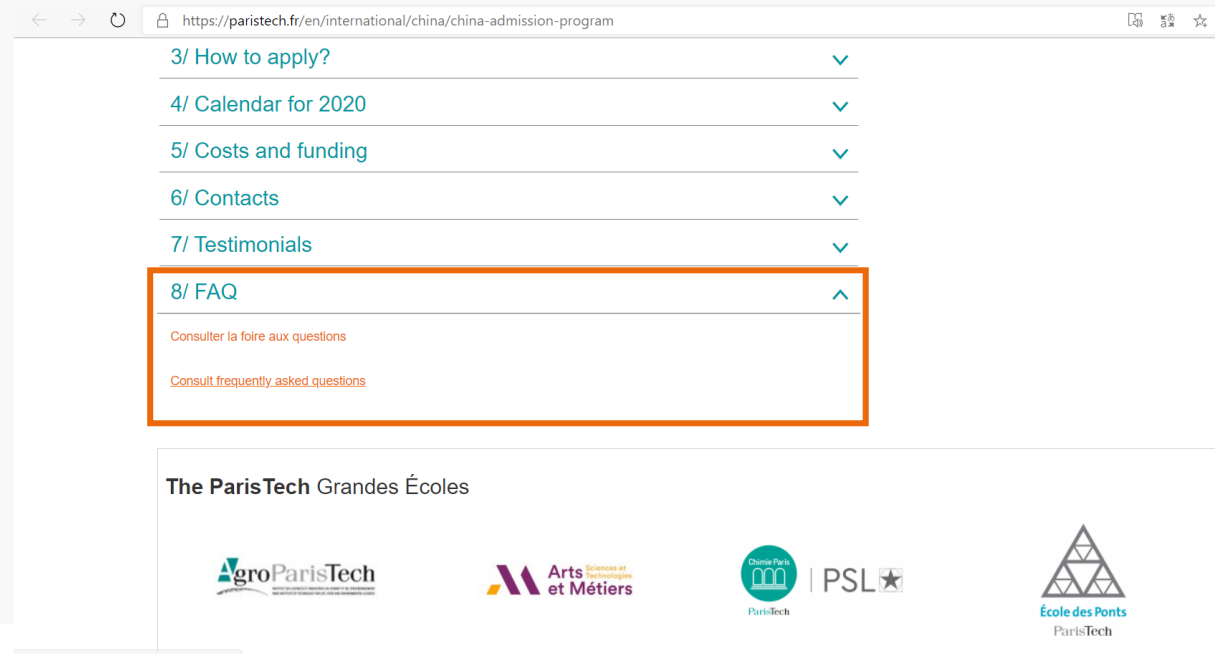 https://paristech.fr/en/international/china/china-admission-program
3/ How to apply?
4/ Calendar for 2020
5/ Costs and funding
6/ Contacts
7/ Testimonials
8/ FAQ
Consulter la foire aux questions
Consult frequently asked questions
The ParisTech Grandes Écoles
AgroParisTech
Arts Sciences et Technologies
et Métiers
Chimie Paris
ParisTech
PSL
École des Ponts
ParisTech